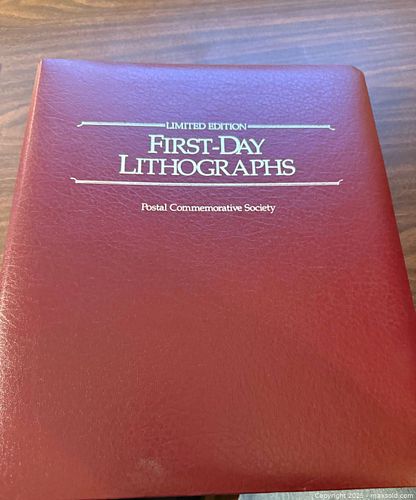 LIMITED EDITION
FIRST-DAY
LITHOGRAPHS
Postal Commemorative Society
Copyright 2025 - maxsold.com